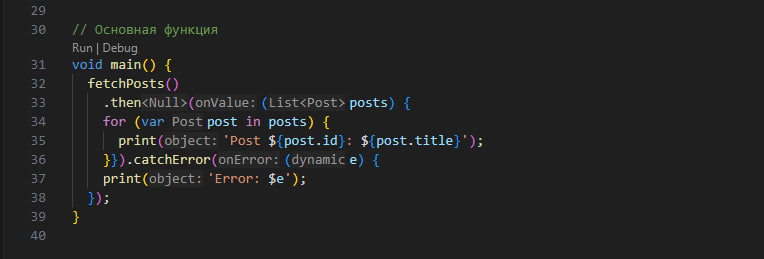 29
30 // Основная функция
Run | Debug
31 void main() {
32 fetchPosts()
33 .then<Null>(onValue: (List<Post> posts) {
34 for (var Post post in posts) {
35 print(object: 'Post ${post.id}: ${post.title}');
36 }}).catchError(onError: (dynamic e) {
37 print(object: 'Error: $e');
38 });
39 }
40